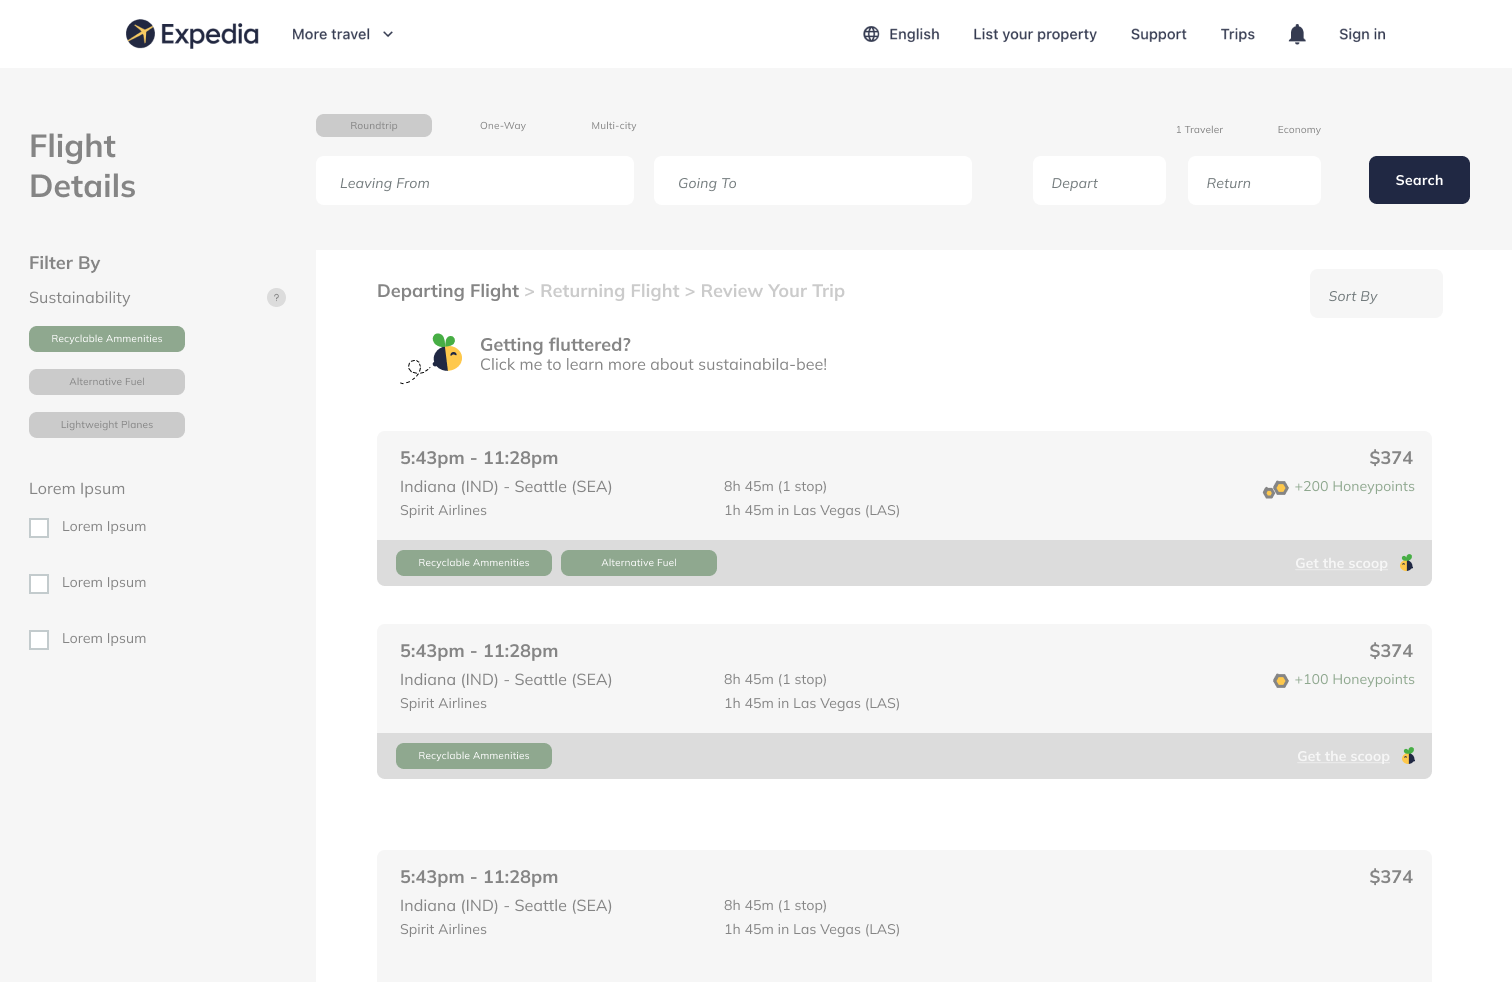 Expedia
More travel
English
List your property
Support
Trips
Sign in
Flight
Details
Roundtrip
One-Way
Multi-city
1 Traveler
Economy
Leaving From
Going To
Depart
Return
Search
Filter By
Sustainability
?
Recyclable Ammenities
Alternative Fuel
Lightweight Planes
Lorem Ipsum
Lorem Ipsum
Lorem Ipsum
Lorem Ipsum
Departing Flight > Returning Flight > Review Your Trip
Sort By
Getting fluttered?
Click me to learn more about sustainabila-bee!
5:43pm - 11:28pm
$374
Indiana (IND) - Seattle (SEA)
8h 45m (1 stop)
+200 Honeypoints
Spirit Airlines
1h 45m in Las Vegas (LAS)
Recyclable Ammenities
Alternative Fuel
Get the scoop
5:43pm - 11:28pm
$374
Indiana (IND) - Seattle (SEA)
8h 45m (1 stop)
+100 Honeypoints
Spirit Airlines
1h 45m in Las Vegas (LAS)
Recyclable Ammenities
Get the scoop
5:43pm - 11:28pm
$374
Indiana (IND) - Seattle (SEA)
8h 45m (1 stop)
Spirit Airlines
1h 45m in Las Vegas (LAS)